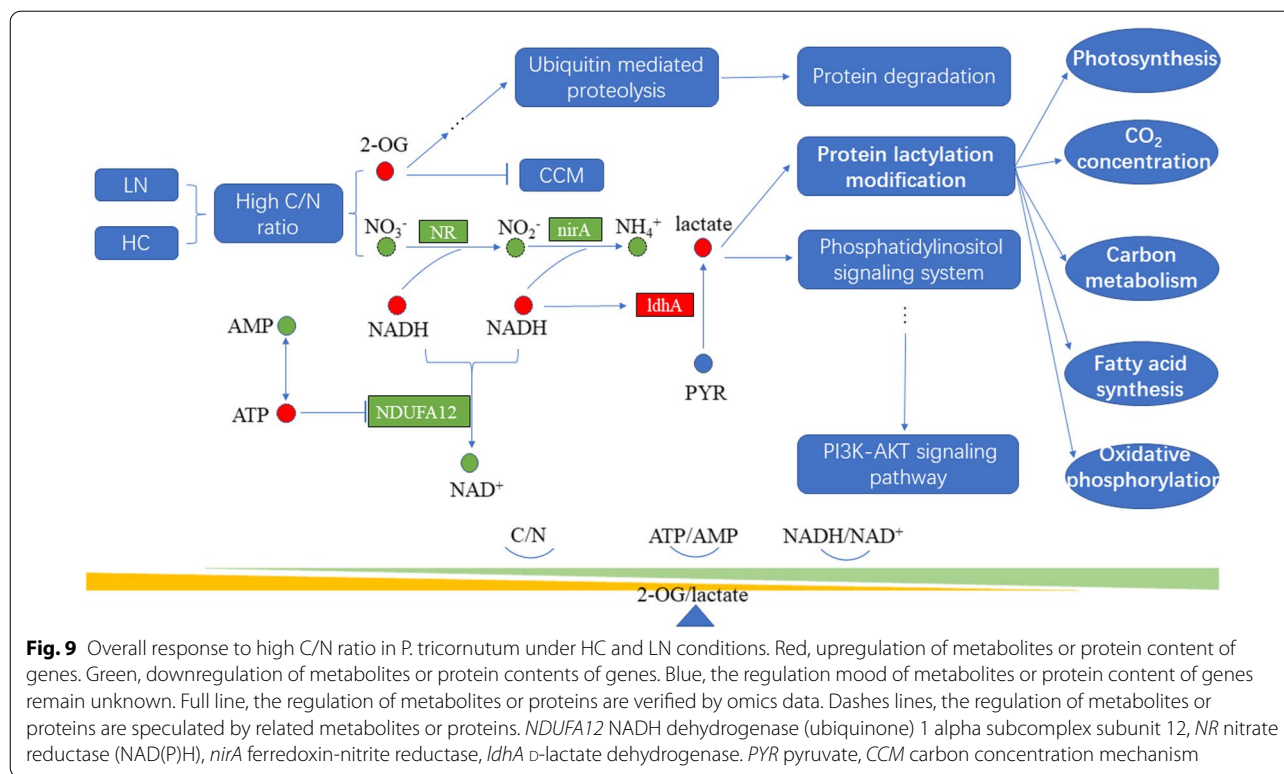 Ubiquitin mediated
proteolysis
Protein degradation
Photosynthesis
...
2-OG
LN
HC
High C/N
ratio
CCM
Protein lactylation
modification
CO₂
concentration
NO₃⁻
NR
NO₂⁻
nirA
NH₄⁺
lactate
Phosphatidylinositol
signaling system
Carbon
metabolism
...
AMP
NADH
NADH
ldhA
PYR
Fatty acid
synthesis
ATP
NDUFA12
NAD⁺
PI3K-AKT signaling
pathway
Oxidative
phosphorylation
C/N
ATP/AMP
NADH/NAD⁺
2-OG/lactate
Fig. 9 Overall response to high C/N ratio in P. tricornutum under HC and LN conditions. Red, upregulation of metabolites or protein content of
genes. Green, downregulation of metabolites or protein contents of genes. Blue, the regulation mood of metabolites or protein content of genes
remain unknown. Full line, the regulation of metabolites or proteins are verified by omics data. Dashes lines, the regulation of metabolites or
proteins are speculated by related metabolites or proteins. NDUFA12 NADH dehydrogenase (ubiquinone) 1 alpha subcomplex subunit 12, NR nitrate
reductase (NAD(P)H), nirA ferredoxin-nitrite reductase, ldhA D-lactate dehydrogenase. PYR pyruvate, CCM carbon concentration mechanism